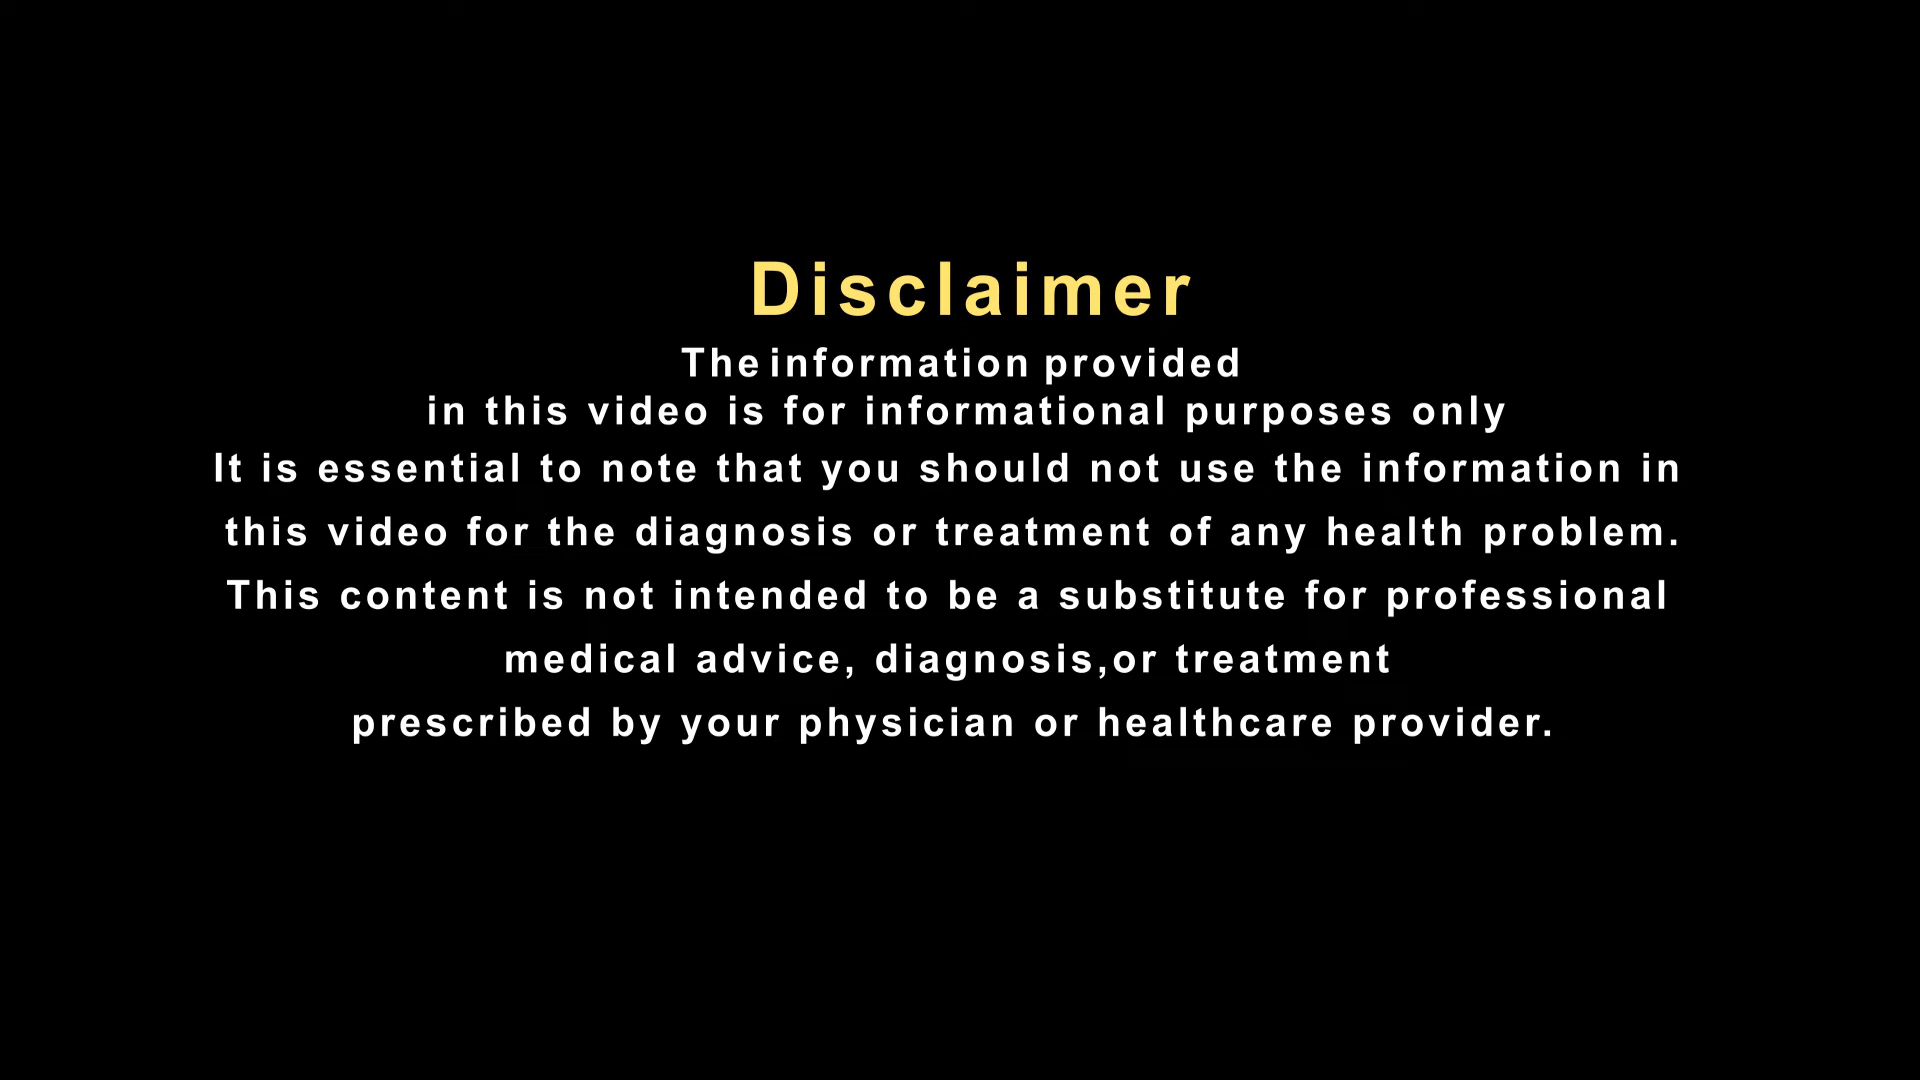 Disclaimer
The information provided
in this video is for informational purposes only
It is essential to note that you should not use the information in
this video for the diagnosis or treatment of any health problem.
This content is not intended to be a substitute for professional
medical advice, diagnosis,or treatment
prescribed by your physician or healthcare provider.